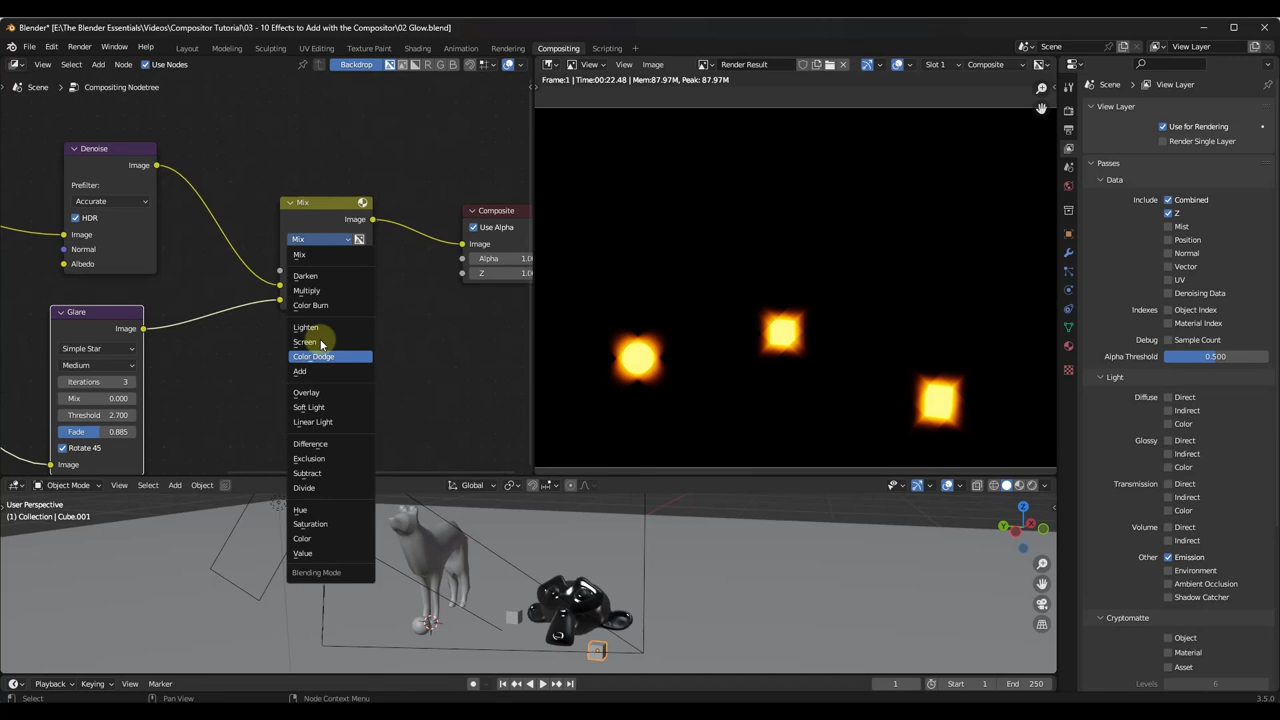 Blender* [E:\The Blender Essentials\Videos\Compositor Tutorial\03 - 10 Effects to Add with the Compositor\02 Glow.blend]
File Edit Render Window Help
Layout Modeling Sculpting UV Editing Texture Paint Shading Animation Rendering Compositing Scripting +
Scene View Layer
View Select Add Node Use Nodes
Backdrop R G B
View View Image Render Result Slot 1 Composite
Scene > Compositing Nodetree
Frame:1 | Time:00:22.48 | Mem:87.97M, Peak: 87.97M
Scene > View Layer
View Layer
Use for Rendering
Render Single Layer
Passes
Data
Include Combined
Z
Mist
Position
Normal
Vector
UV
Denoising Data
Indexes Object Index
Material Index
Debug Sample Count
Alpha Threshold 0.500
Light
Diffuse Direct
Indirect
Color
Glossy Direct
Indirect
Color
Transmission Direct
Indirect
Color
Volume Direct
Indirect
Other Emission
Environment
Ambient Occlusion
Shadow Catcher
Cryptomatte
Object
Material
Asset
Levels 6
Denoise
Image
Prefilter:
Accurate
HDR
Image
Normal
Albedo
Glare
Image
Simple Star
Medium
Iterations 3
Mix 0.000
Threshold 2.700
Fade 0.885
Rotate 45
Image
Mix
Image
Mix
Mix
Darken
Multiply
Color Burn
Lighten
Screen
Color Dodge
Add
Overlay
Soft Light
Linear Light
Difference
Exclusion
Subtract
Divide
Hue
Saturation
Color
Value
Blending Mode
Composite
Use Alpha
Image
Alpha 1.0
Z 1.0
Object Mode View Select Add Object
Global
User Perspective
(1) Collection | Cube.001
Z
Y
X
Playback Keying View Marker
1 Start 1 End 250
Select Pan View Node Context Menu 3.5.0